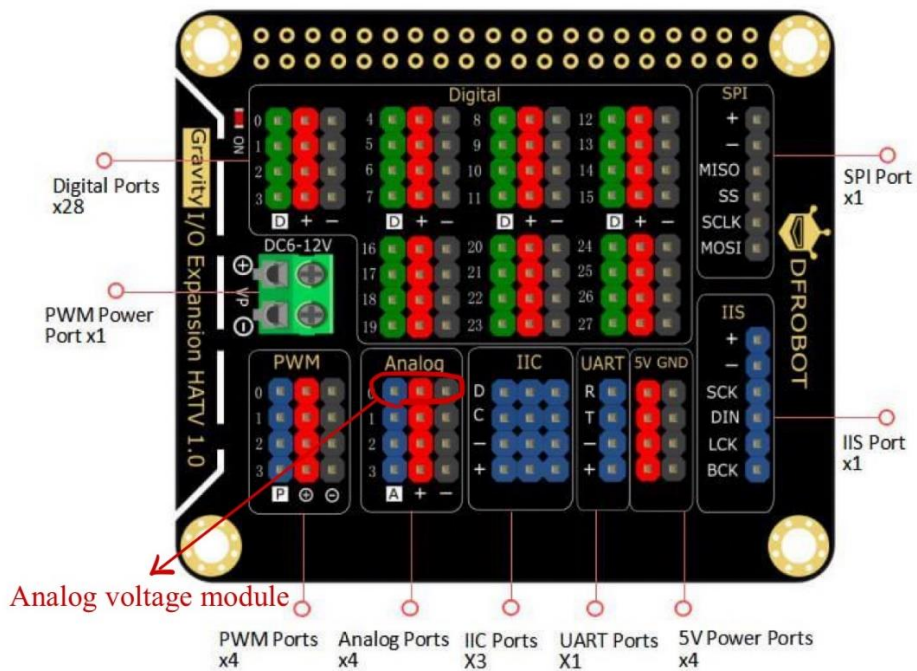 Digital
SPI
0 4 8 12 +
1 5 9 13 −
2 6 10 14 MISO
3 7 11 15 SS
D + − D + − D + − D + − SCLK
MOSI
ON
Gravity I/O Expansion HATV 1.0
Digital Ports
x28
SPI Port
x1
DFROBOT
DC6-12V
+ Vp −
16 20 24
17 21 25
18 22 26
19 23 27
PWM Power
Port x1
IIS
+
−
SCK
DIN
LCK
BCK
IIS Port
x1
PWM Analog IIC UART 5V GND
0 0 D R
1 1 C T
2 2 − −
3 3 + +
P + − A + −
Analog voltage module
PWM Ports
x4
Analog Ports
x4
IIC Ports
X3
UART Ports
X1
5V Power Ports
x4